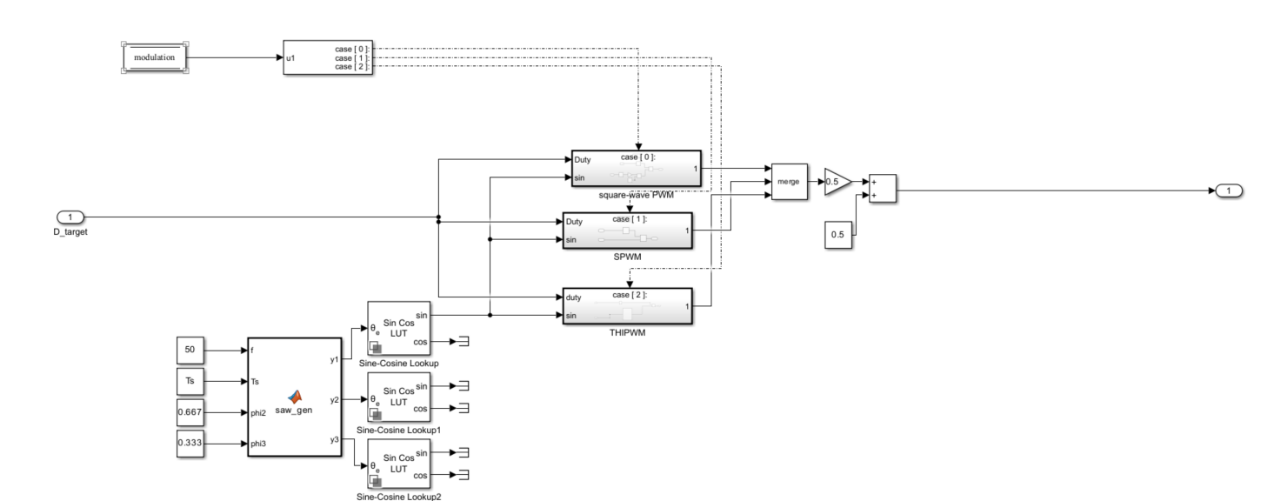 modulation
u1
case [ 0 ]:
case [ 1 ]:
case [ 2 ]:
Duty
sin
case [ 0 ]:
1
square-wave PWM
merge
0.5
+
+
1
1
D_target
Duty
sin
case [ 1 ]:
1
SPWM
0.5
duty
sin
case [ 2 ]:
1
THIPWM
θe
Sin Cos
LUT
sin
cos
Sine-Cosine Lookup
50
Ts
0.667
0.333
f
Ts
phi2
phi3
saw_gen
y1
y2
y3
θe
Sin Cos
LUT
sin
cos
Sine-Cosine Lookup1
θe
Sin Cos
LUT
sin
cos
Sine-Cosine Lookup2